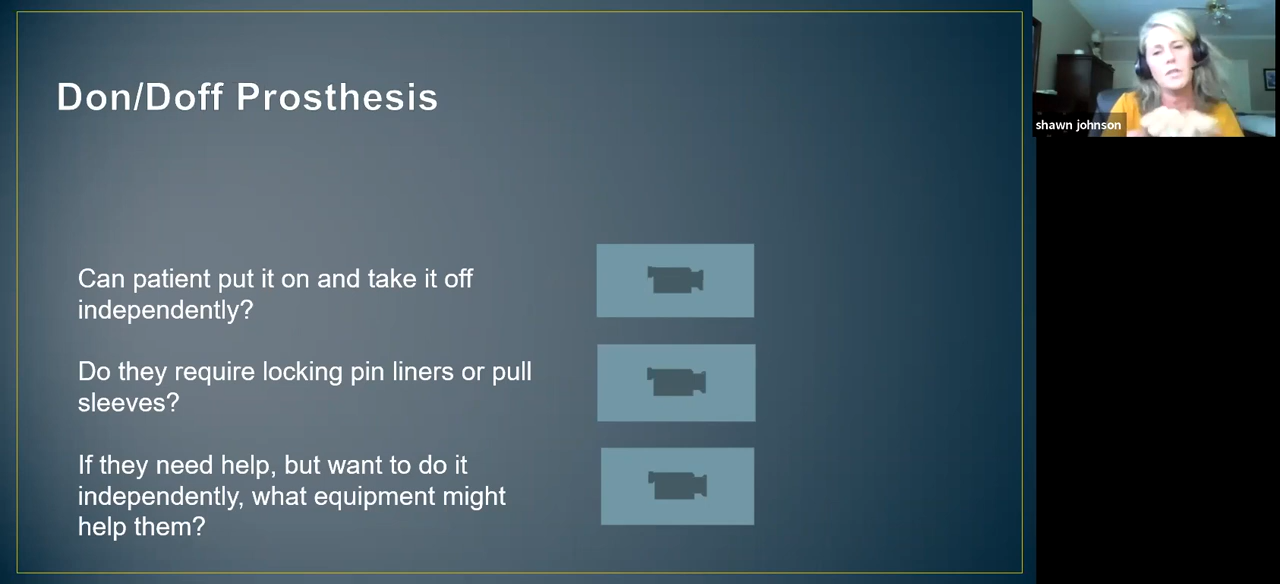 Don/Doff Prosthesis
shawn johnson
Can patient put it on and take it off
independently?
Do they require locking pin liners or pull
sleeves?
If they need help, but want to do it
independently, what equipment might
help them?